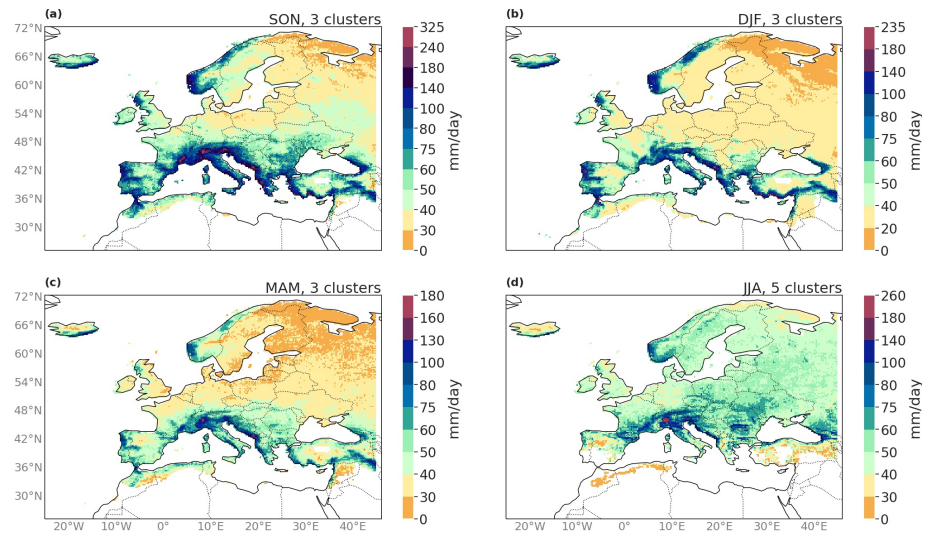 (a)
SON, 3 clusters
72°N
66°N
60°N
54°N
48°N
42°N
36°N
30°N
325
240
180
140
100
80
75
60
50
40
30
0
mm/day
(b)
DJF, 3 clusters
235
180
140
100
80
75
60
50
40
20
0
mm/day
(c)
MAM, 3 clusters
72°N
66°N
60°N
54°N
48°N
42°N
36°N
30°N
20°W
10°W
0°
10°E
20°E
30°E
40°E
180
160
130
100
80
75
60
50
40
30
0
mm/day
(d)
JJA, 5 clusters
20°W
10°W
0°
10°E
20°E
30°E
40°E
260
160
130
100
80
75
60
50
40
30
0
mm/day